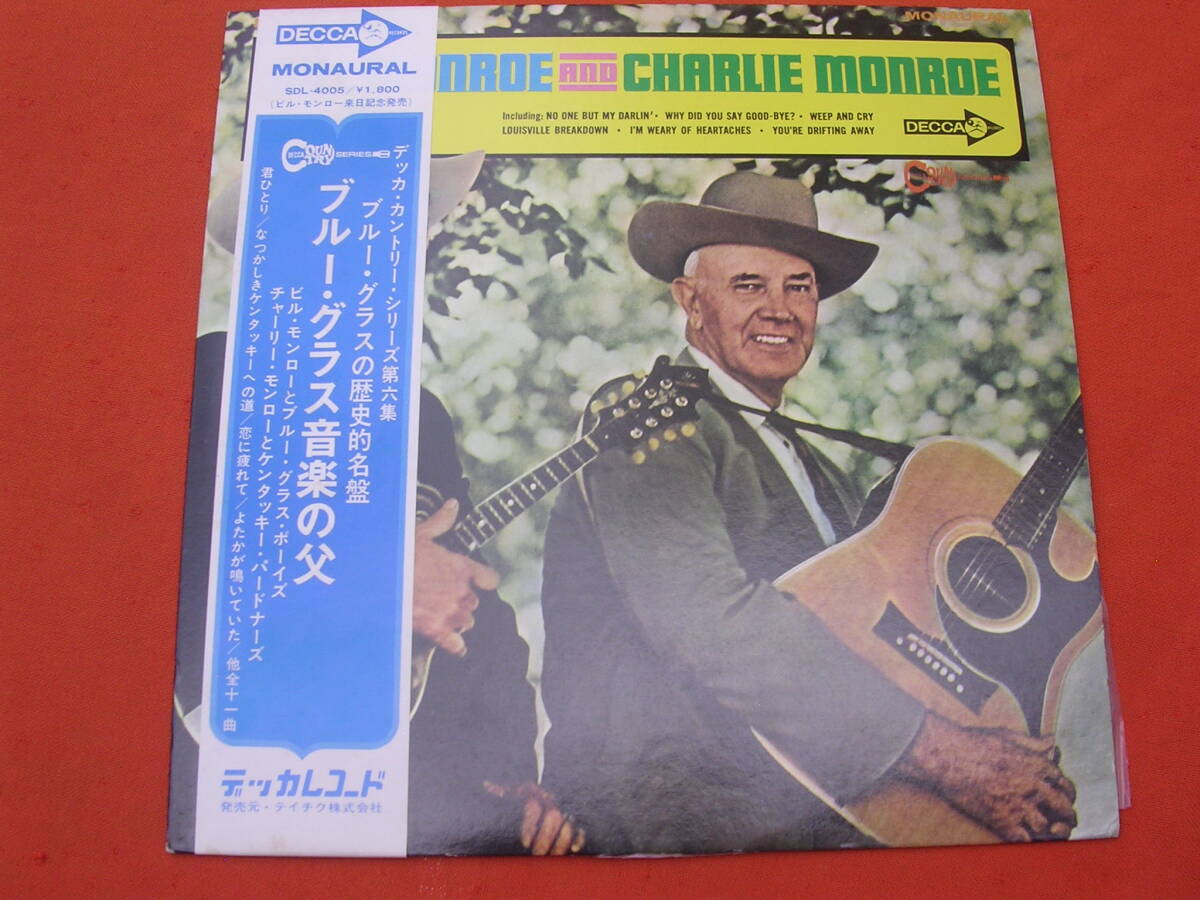 DECCA
RECORDS
MONAURAL
SDL-4005/¥1,800
(ビル・モンロー来日記念発売)
DECCA COUNTRY SERIES 6
デッカ・カントリー・シリーズ第六集
ブルー・グラスの歴史的名盤
ブルー・グラス音楽の父
ビル・モンローとブルー・グラス・ボーイズ
チャーリー・モンローとケンタッキー・パードナーズ
君ひとり/なつかしきケンタッキーへの道/恋に疲れて/よたかが鳴いていた/他全十一曲
デッカレコード
発売元・テイチク株式会社
MONAURAL
NROE AND CHARLIE MONROE
Including: NO ONE BUT MY DARLIN' • WHY DID YOU SAY GOOD-BYE? • WEEP AND CRY
LOUISVILLE BREAKDOWN • I'M WEARY OF HEARTACHES • YOU'RE DRIFTING AWAY
DECCA
COUNTRY